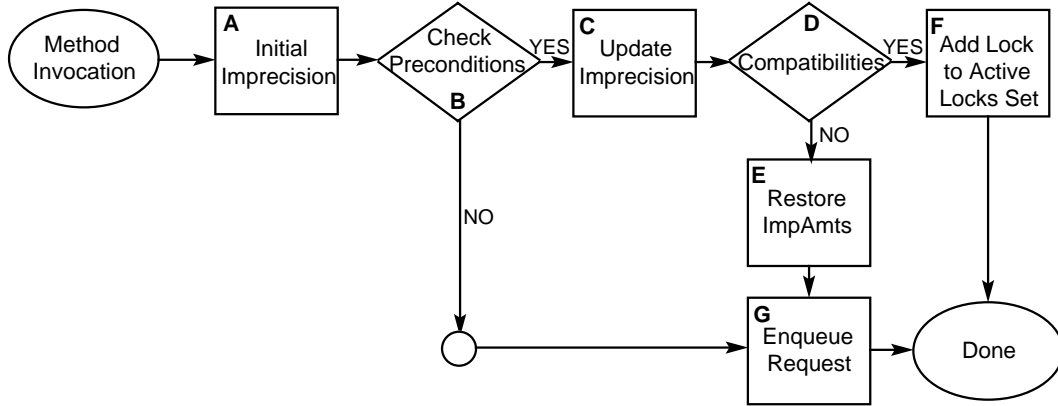 Method
Invocation
A
Initial
Imprecision
Check
Preconditions
B
YES
C
Update
Imprecision
D
Compatibilities
YES
F
Add Lock
to Active
Locks Set
NO
NO
E
Restore
ImpAmts
G
Enqueue
Request
Done